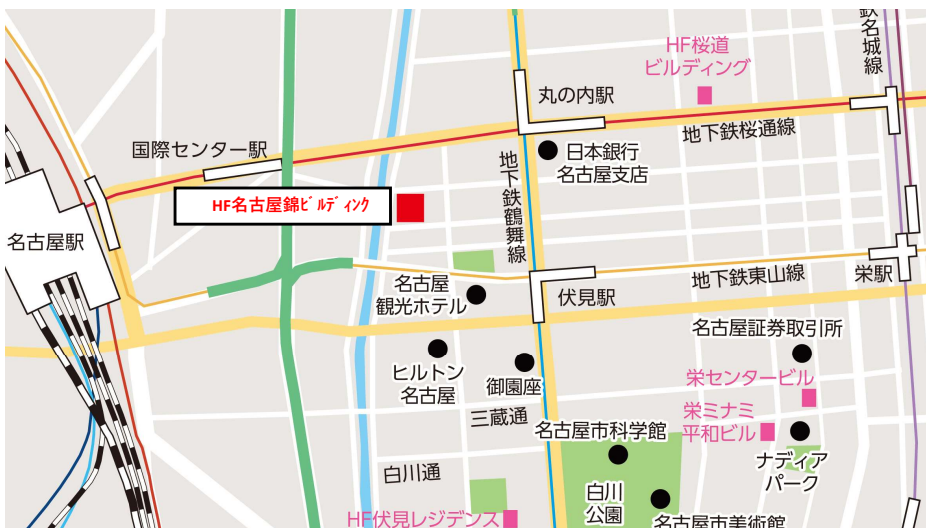 HF桜道
ビルディング
鉄名城線
丸の内駅
地下鉄桜通線
国際センター駅
日本銀行
名古屋支店
地下鉄鶴舞線
HF名古屋錦ビルディング
名古屋駅
地下鉄東山線
栄駅
名古屋
観光ホテル
伏見駅
名古屋証券取引所
ヒルトン
名古屋
御園座
栄センタービル
三蔵通
栄ミナミ
平和ビル
名古屋市科学館
ナディア
パーク
白川通
白川
公園
HF伏見レジデンス
名古屋市美術館